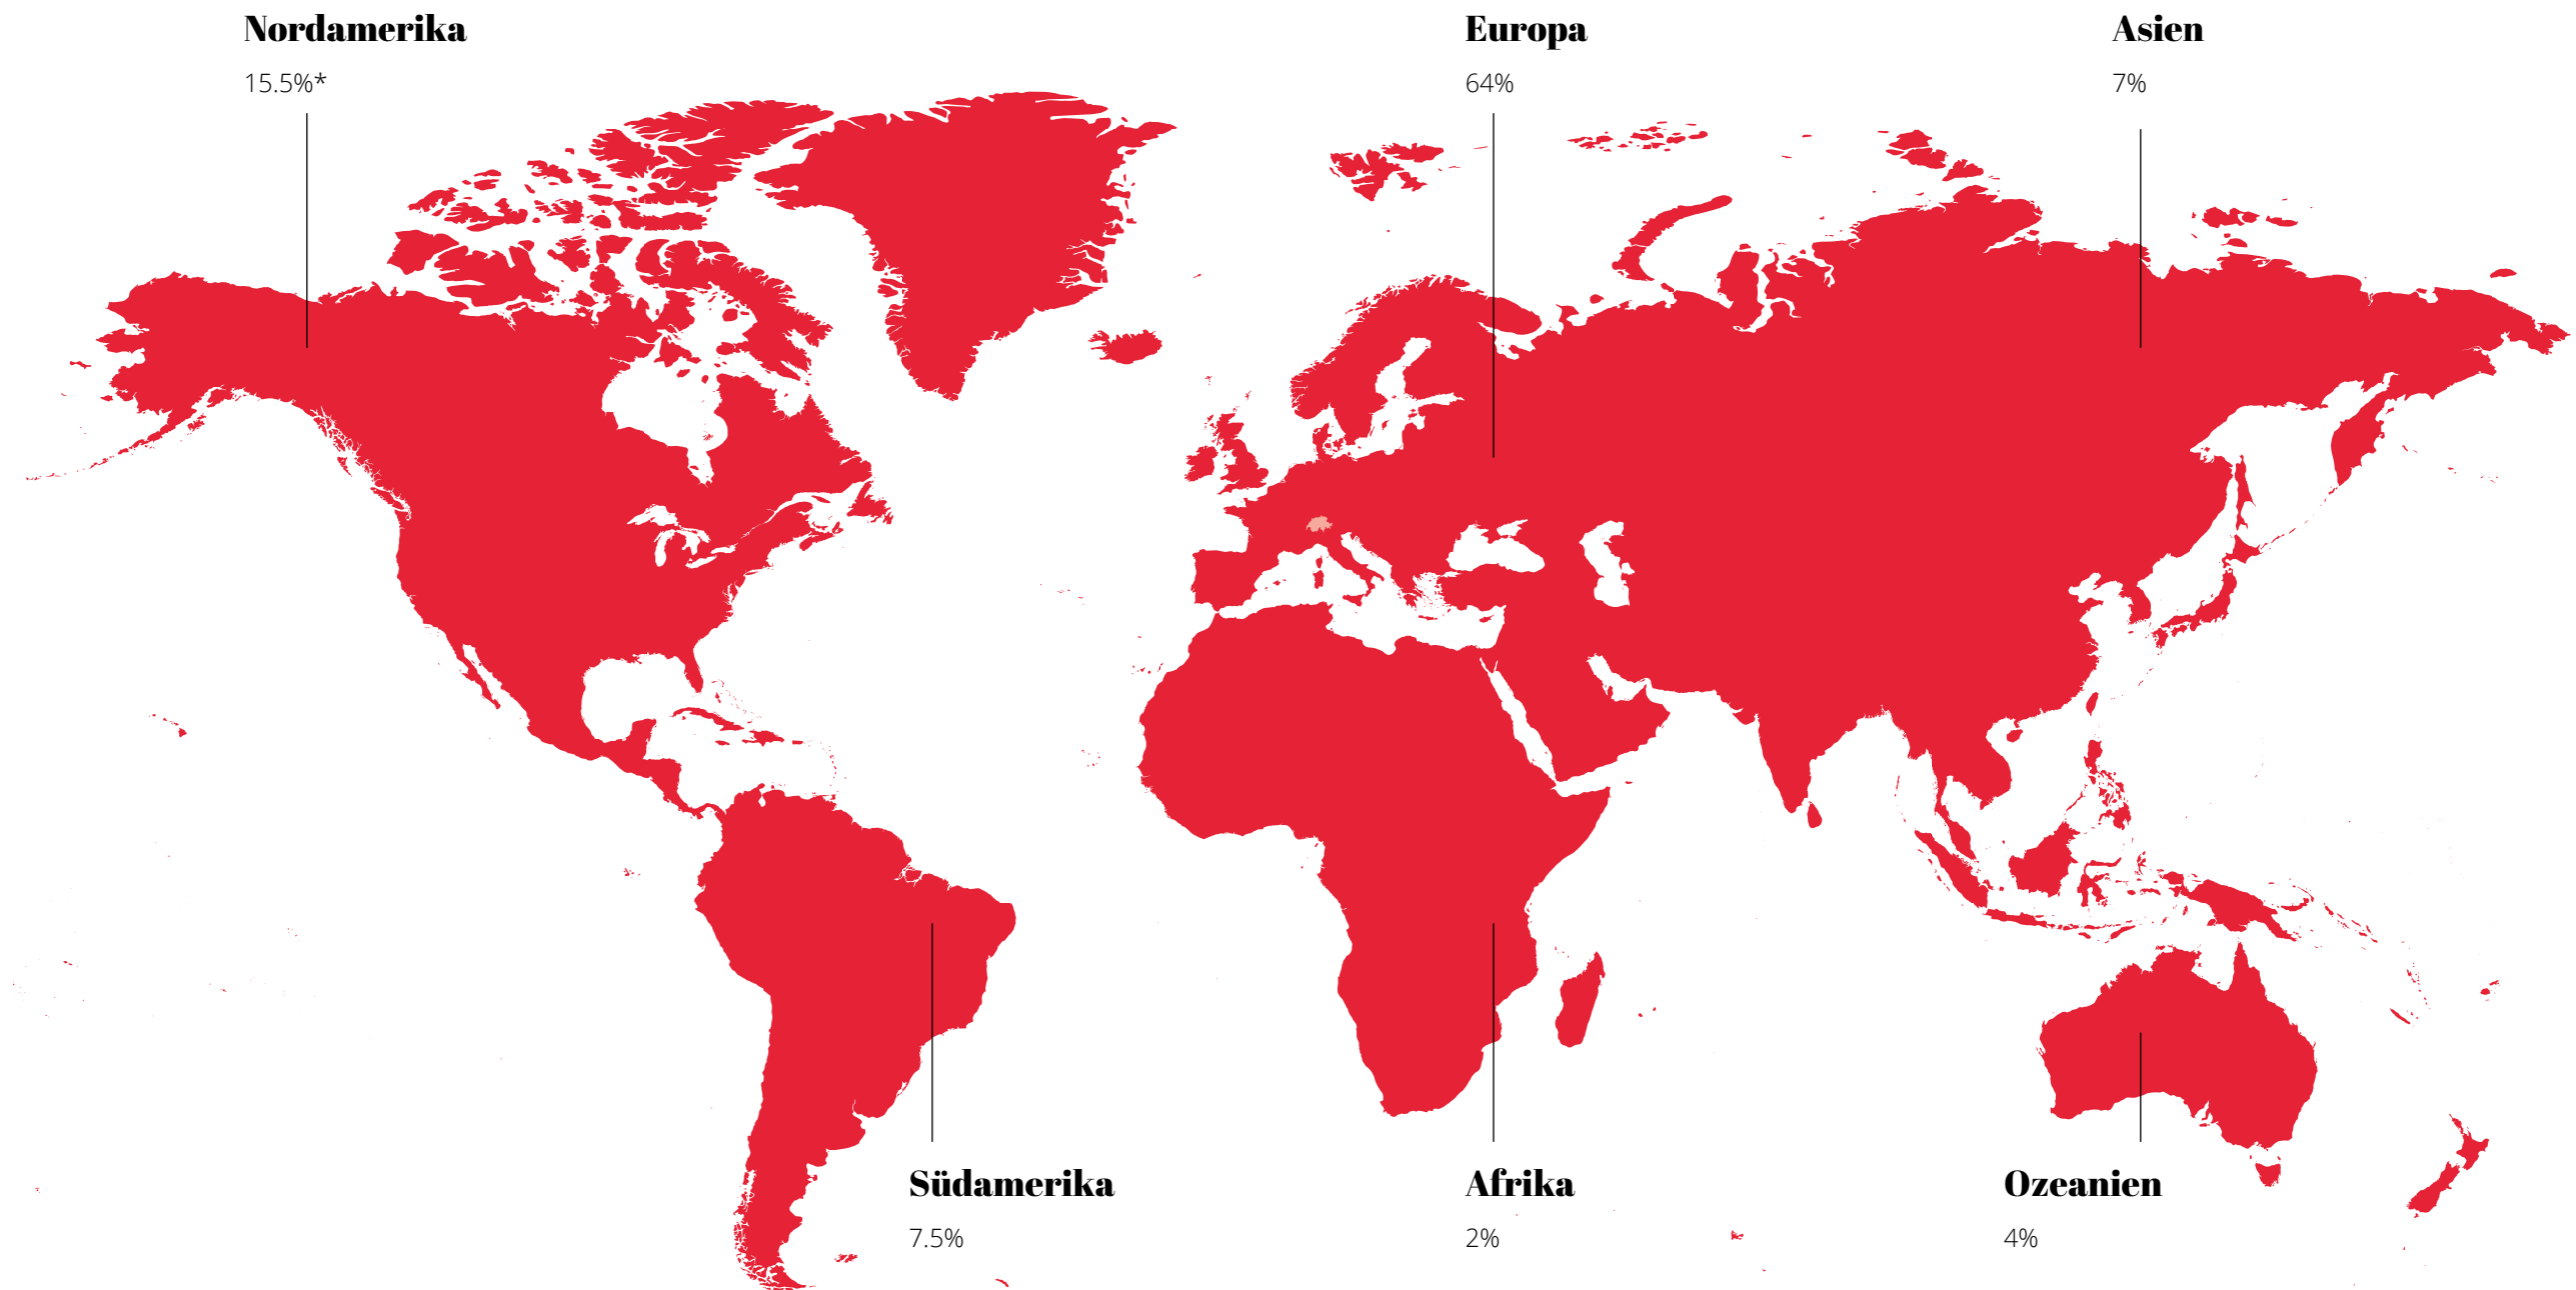 Nordamerika
15.5%*
Europa
64%
Asien
7%
Südamerika
7.5%
Afrika
2%
Ozeanien
4%